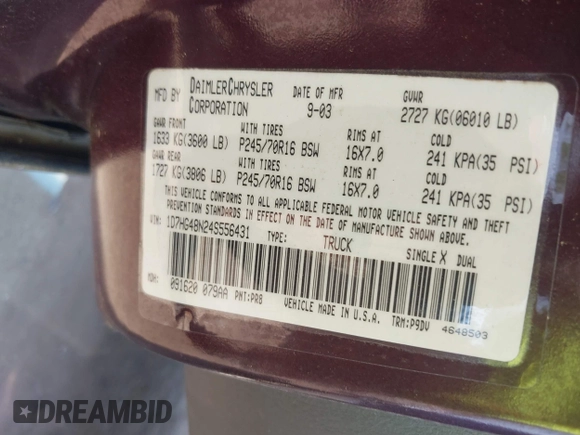 MFD BY DAIMLERCHRYSLER CORPORATION DATE OF MFR 9-03 GVWR 2727 KG(06010 LB)
GAWR FRONT WITH TIRES RIMS AT COLD
1633 KG(3600 LB) P245/70R16 BSW 16X7.0 241 KPA(35 PSI)
GAWR REAR WITH TIRES RIMS AT COLD
1727 KG(3806 LB) P245/70R16 BSW 16X7.0 241 KPA(35 PSI)
THIS VEHICLE CONFORMS TO ALL APPLICABLE FEDERAL MOTOR VEHICLE SAFETY AND THEFT
PREVENTION STANDARDS IN EFFECT ON THE DATE OF MANUFACTURE SHOWN ABOVE.
VIN: 1D7HG48N24S556431 TYPE: TRUCK SINGLE X DUAL
MDH: 091620 079AA PNT:PR8 VEHICLE MADE IN U.S.A. TRM:P9DV 4648503
DREAMBID